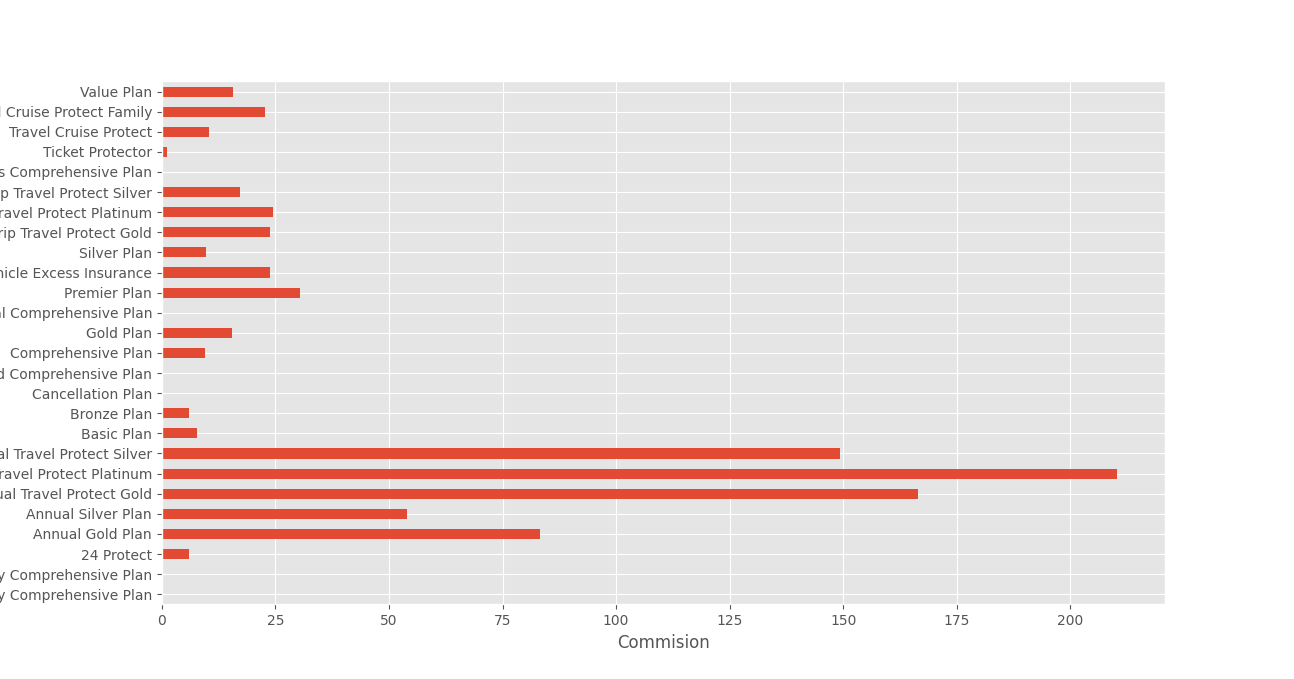 Value Plan
Cruise Protect Family
Travel Cruise Protect
Ticket Protector
s Comprehensive Plan
p Travel Protect Silver
ravel Protect Platinum
rip Travel Protect Gold
Silver Plan
hicle Excess Insurance
Premier Plan
l Comprehensive Plan
Gold Plan
Comprehensive Plan
d Comprehensive Plan
Cancellation Plan
Bronze Plan
Basic Plan
al Travel Protect Silver
ravel Protect Platinum
ual Travel Protect Gold
Annual Silver Plan
Annual Gold Plan
24 Protect
y Comprehensive Plan
y Comprehensive Plan
0 25 50 75 100 125 150 175 200
Commision